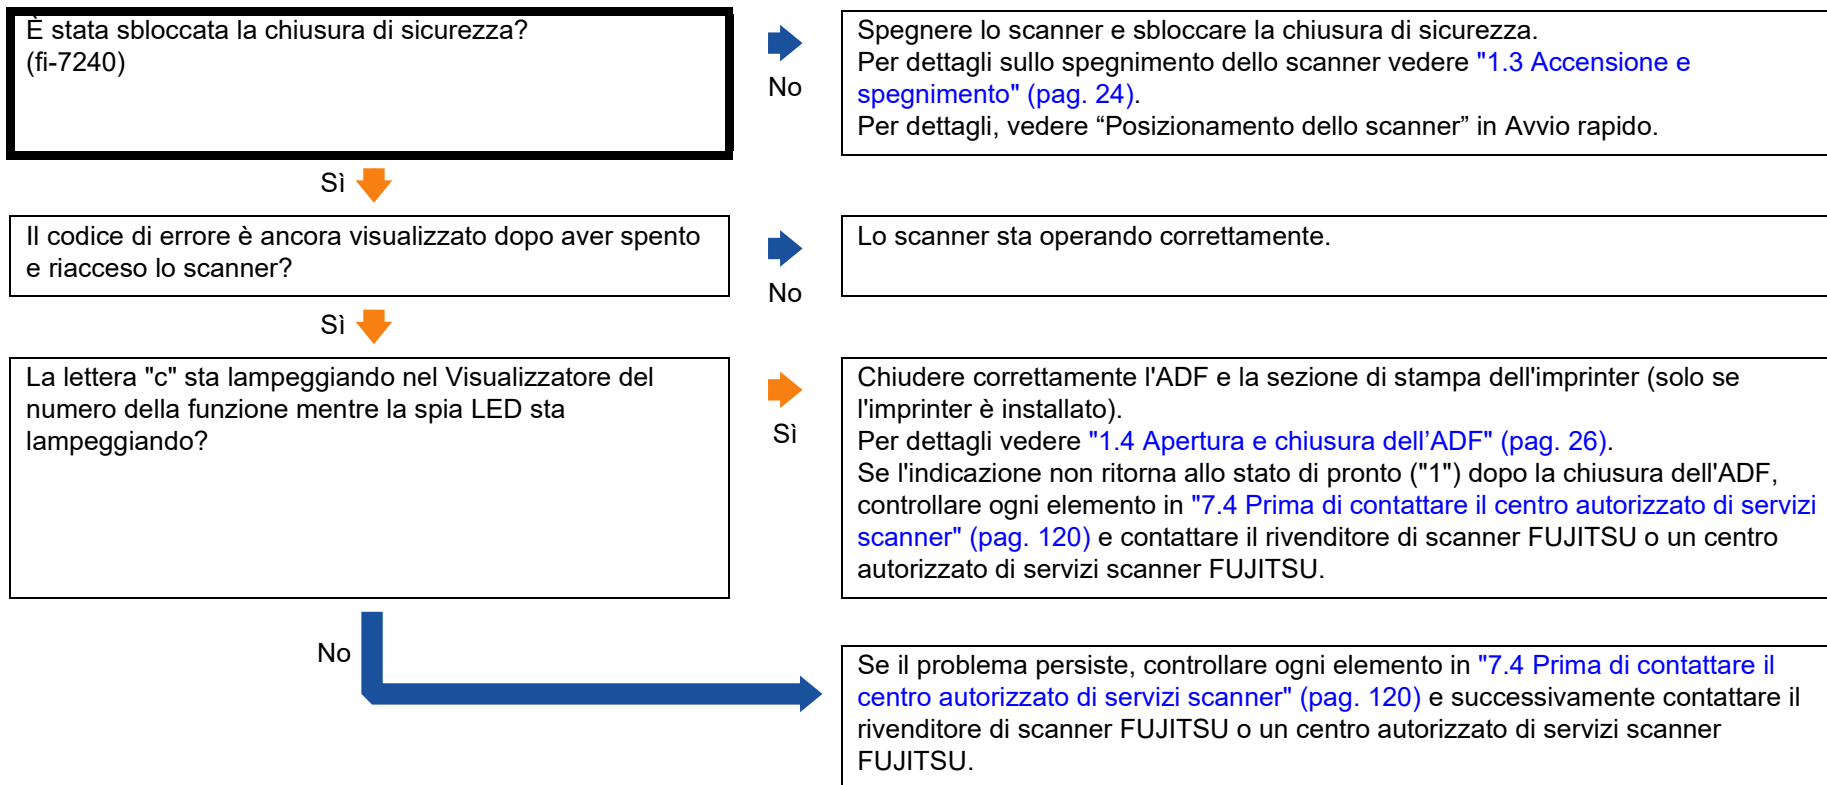 È stata sbloccata la chiusura di sicurezza?
(fi-7240)
No
Spegnere lo scanner e sbloccare la chiusura di sicurezza.
Per dettagli sullo spegnimento dello scanner vedere "1.3 Accensione e
spegnimento" (pag. 24).
Per dettagli, vedere “Posizionamento dello scanner” in Avvio rapido.
Sì
Il codice di errore è ancora visualizzato dopo aver spento
e riacceso lo scanner?
No
Lo scanner sta operando correttamente.
Sì
La lettera "c" sta lampeggiando nel Visualizzatore del
numero della funzione mentre la spia LED sta
lampeggiando?
Sì
Chiudere correttamente l'ADF e la sezione di stampa dell'imprinter (solo se
l'imprinter è installato).
Per dettagli vedere "1.4 Apertura e chiusura dell’ADF" (pag. 26).
Se l'indicazione non ritorna allo stato di pronto ("1") dopo la chiusura dell'ADF,
controllare ogni elemento in "7.4 Prima di contattare il centro autorizzato di servizi
scanner" (pag. 120) e contattare il rivenditore di scanner FUJITSU o un centro
autorizzato di servizi scanner FUJITSU.
No
Se il problema persiste, controllare ogni elemento in "7.4 Prima di contattare il
centro autorizzato di servizi scanner" (pag. 120) e successivamente contattare il
rivenditore di scanner FUJITSU o un centro autorizzato di servizi scanner
FUJITSU.